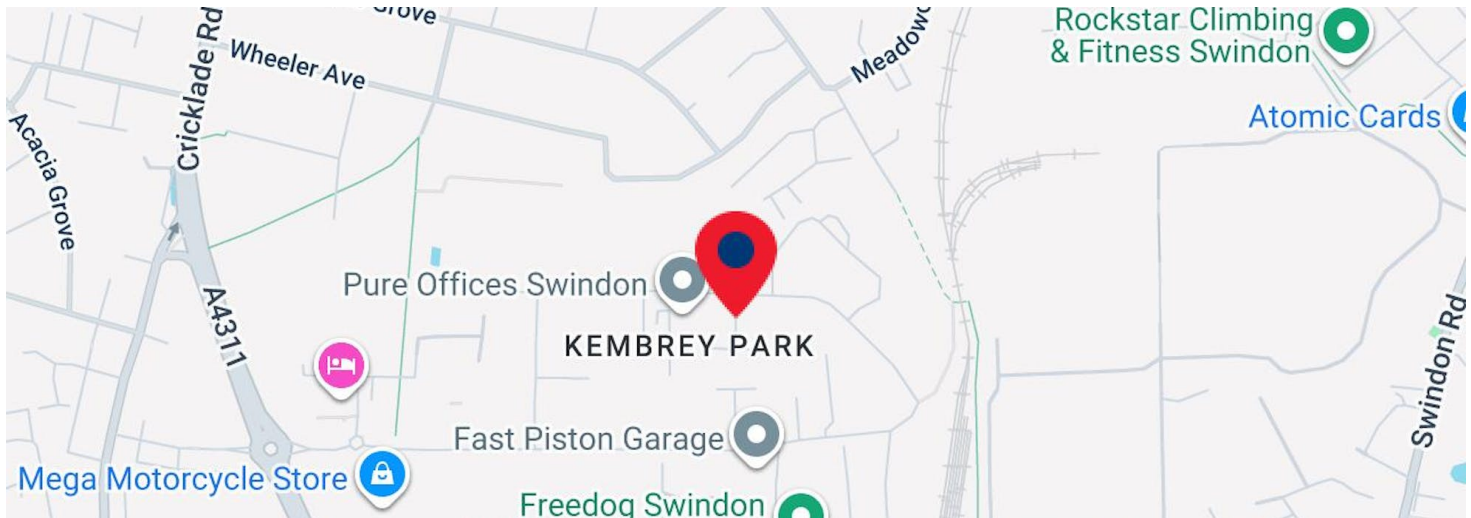 Grove
Cricklade Rd
Wheeler Ave
Acacia Grove
Rockstar Climbing
& Fitness Swindon
Atomic Cards
Pure Offices Swindon
KEMBREY PARK
A4311
Fast Piston Garage
Mega Motorcycle Store
Freedog Swindon
Swindon Rd